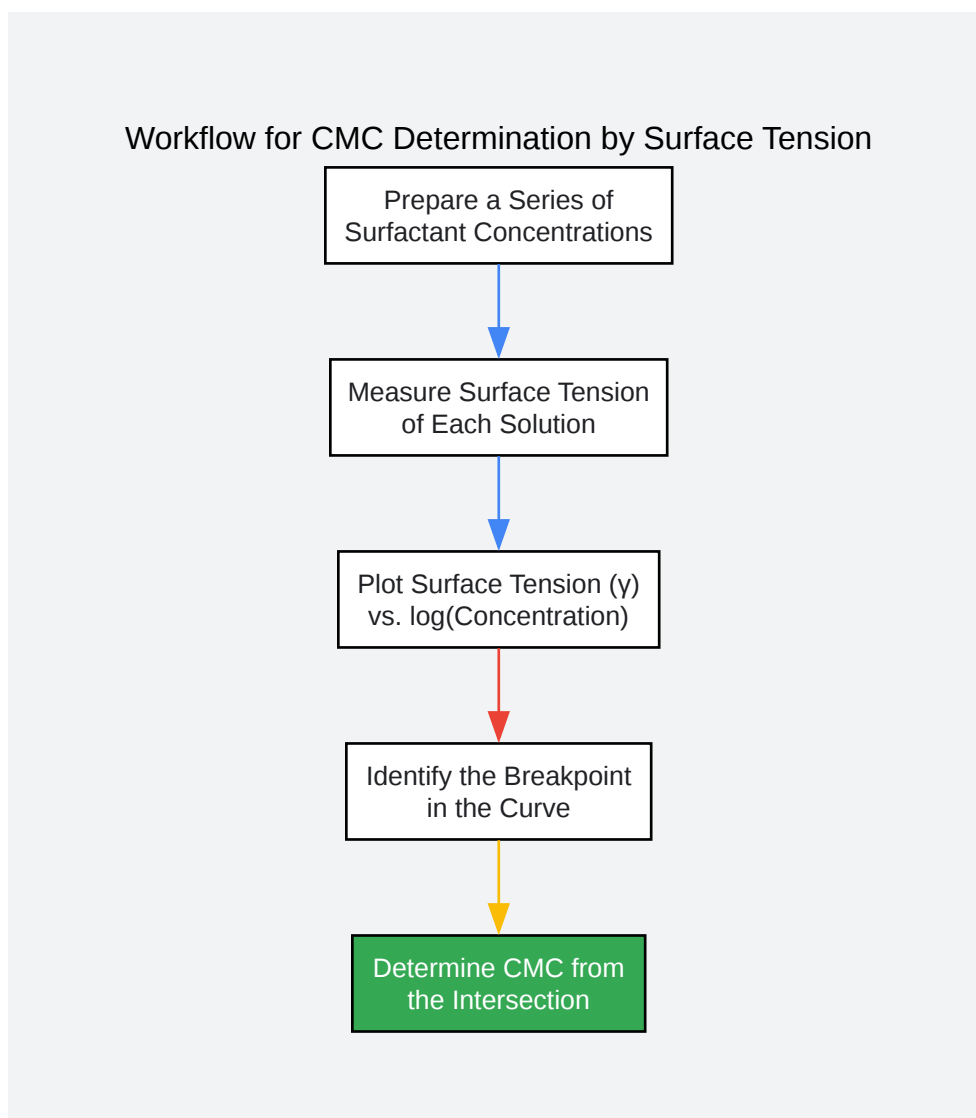 Workflow for CMC Determination by Surface Tension
Prepare a Series of
Surfactant Concentrations
Measure Surface Tension
of Each Solution
Plot Surface Tension (γ)
vs. log(Concentration)
Identify the Breakpoint
in the Curve
Determine CMC from
the Intersection